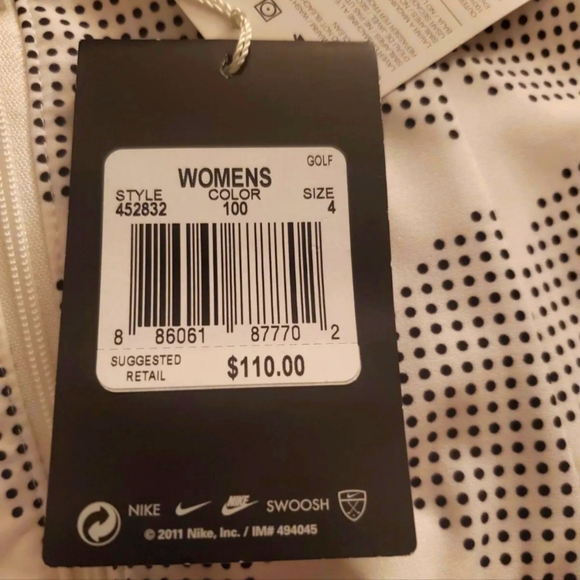 GOLF
WOMENS
STYLE COLOR SIZE
452832 100 4
8 86061 87770 2
SUGGESTED
RETAIL $110.00
NIKE NIKE SWOOSH
© 2011 Nike, Inc. / IM# 494045